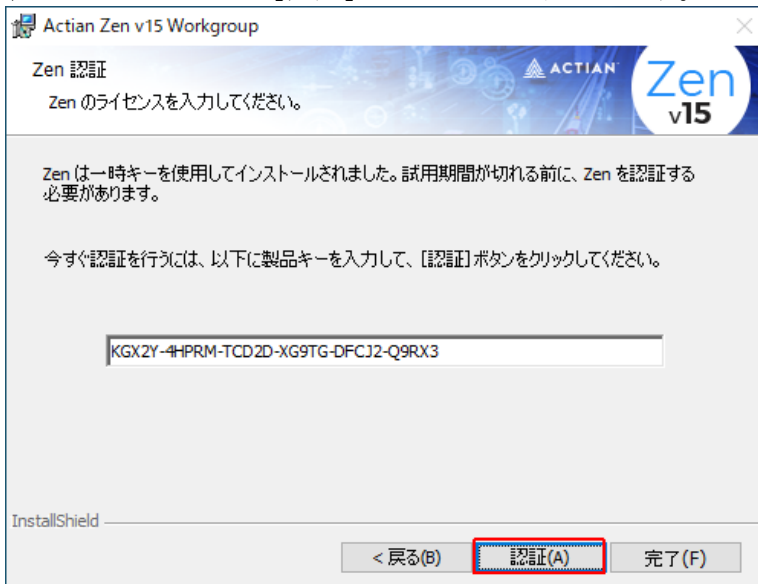 Actian Zen v15 Workgroup
Zen 認証
Zen のライセンスを入力してください。
ACTIAN
Zen
v15
Zen は一時キーを使用してインストールされました。試用期間が切れる前に、Zen を認証する
必要があります。
今すぐ認証を行うには、以下に製品キーを入力して、[認証] ボタンをクリックしてください。
KGX2Y-4HPRM-TCD2D-XG9TG-DFCJ2-Q9RX3
InstallShield
< 戻る(B)
認証(A)
完了(F)